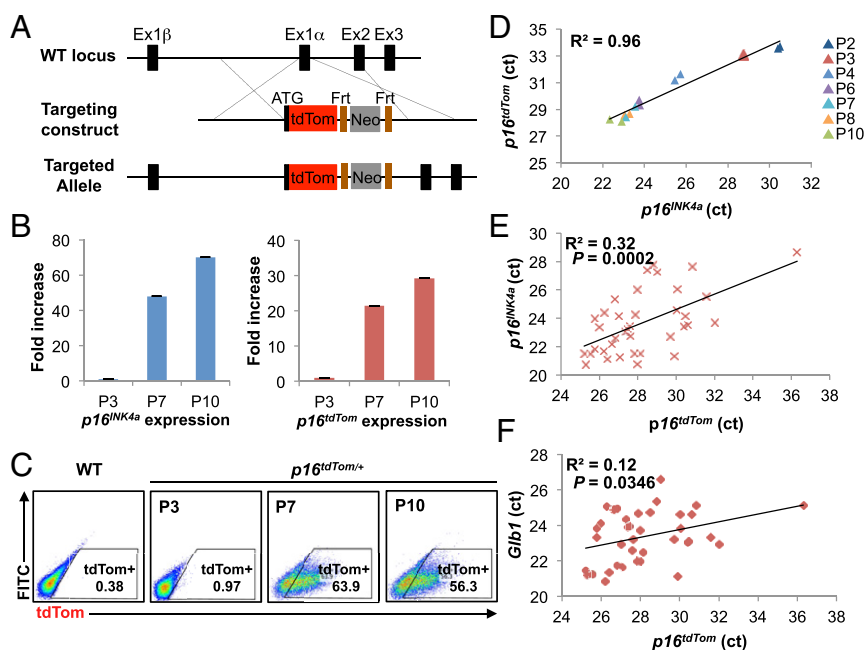 A
Ex1β Ex1α Ex2 Ex3
WT locus
ATG Frt Frt
Targeting construct
tdTom Neo
Targeted Allele
tdTom Neo
B
Fold increase
80
60
40
20
0
P3 P7 P10
p16INK4a expression
Fold increase
40
30
20
10
0
P3 P7 P10
p16tdTom expression
C
WT
p16tdTom/+
FITC
tdTom+
0.38
P3
tdTom+
0.97
P7
tdTom+
63.9
P10
tdTom+
56.3
tdTom
D
R² = 0.96
p16tdTom (ct)
35
33
31
29
27
25
20 22 24 26 28 30 32
p16INK4a (ct)
P2
P3
P4
P6
P7
P8
P10
E
R² = 0.32
P = 0.0002
p16INK4a (ct)
30
28
26
24
22
20
24 26 28 30 32 34 36 38
p16tdTom (ct)
F
R² = 0.12
P = 0.0346
Glb1 (ct)
28
26
24
22
20
24 26 28 30 32 34 36 38
p16tdTom (ct)